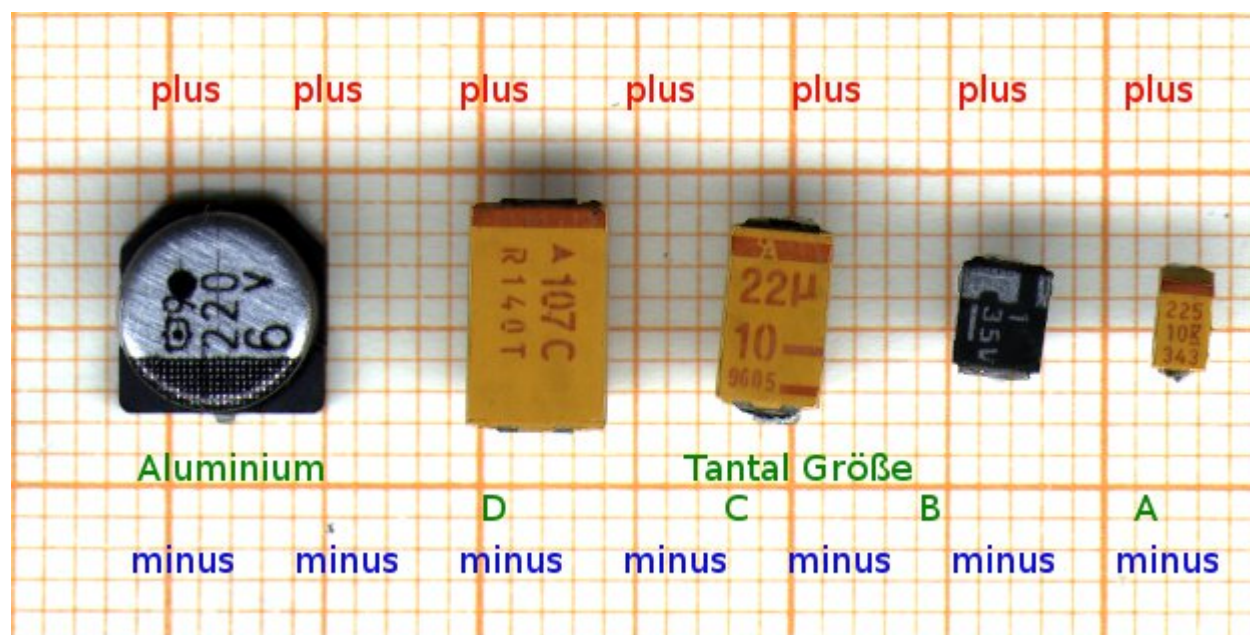 plus plus plus plus plus plus plus
220
6V
107C
R140T
A
22µ
10
9605
1
35V
225
10
343
Aluminium
Tantal Größe
D C B A
minus minus minus minus minus minus minus